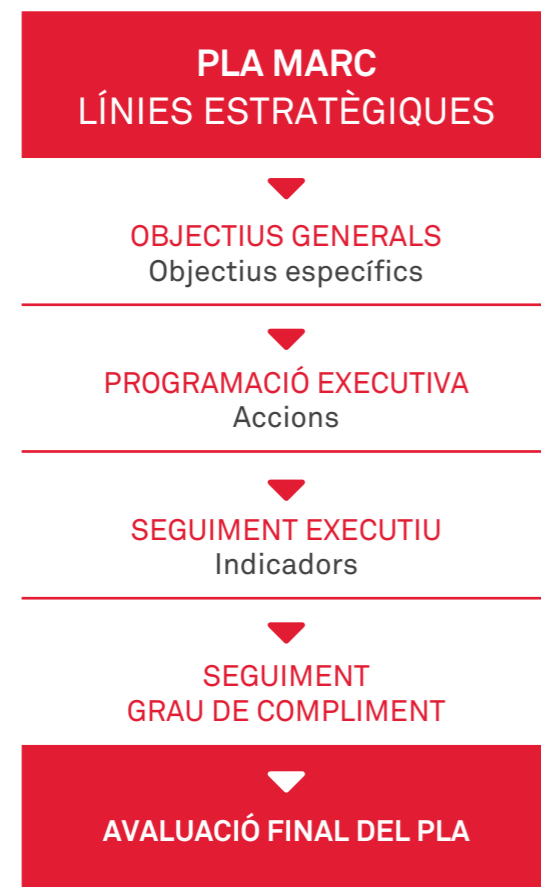 PLA MARC
LÍNIES ESTRATÈGIQUES
OBJECTIUS GENERALS
Objectius específics
PROGRAMACIÓ EXECUTIVA
Accions
SEGUIMENT EXECUTIU
Indicadors
SEGUIMENT
GRAU DE COMPLIMENT
AVALUACIÓ FINAL DEL PLA